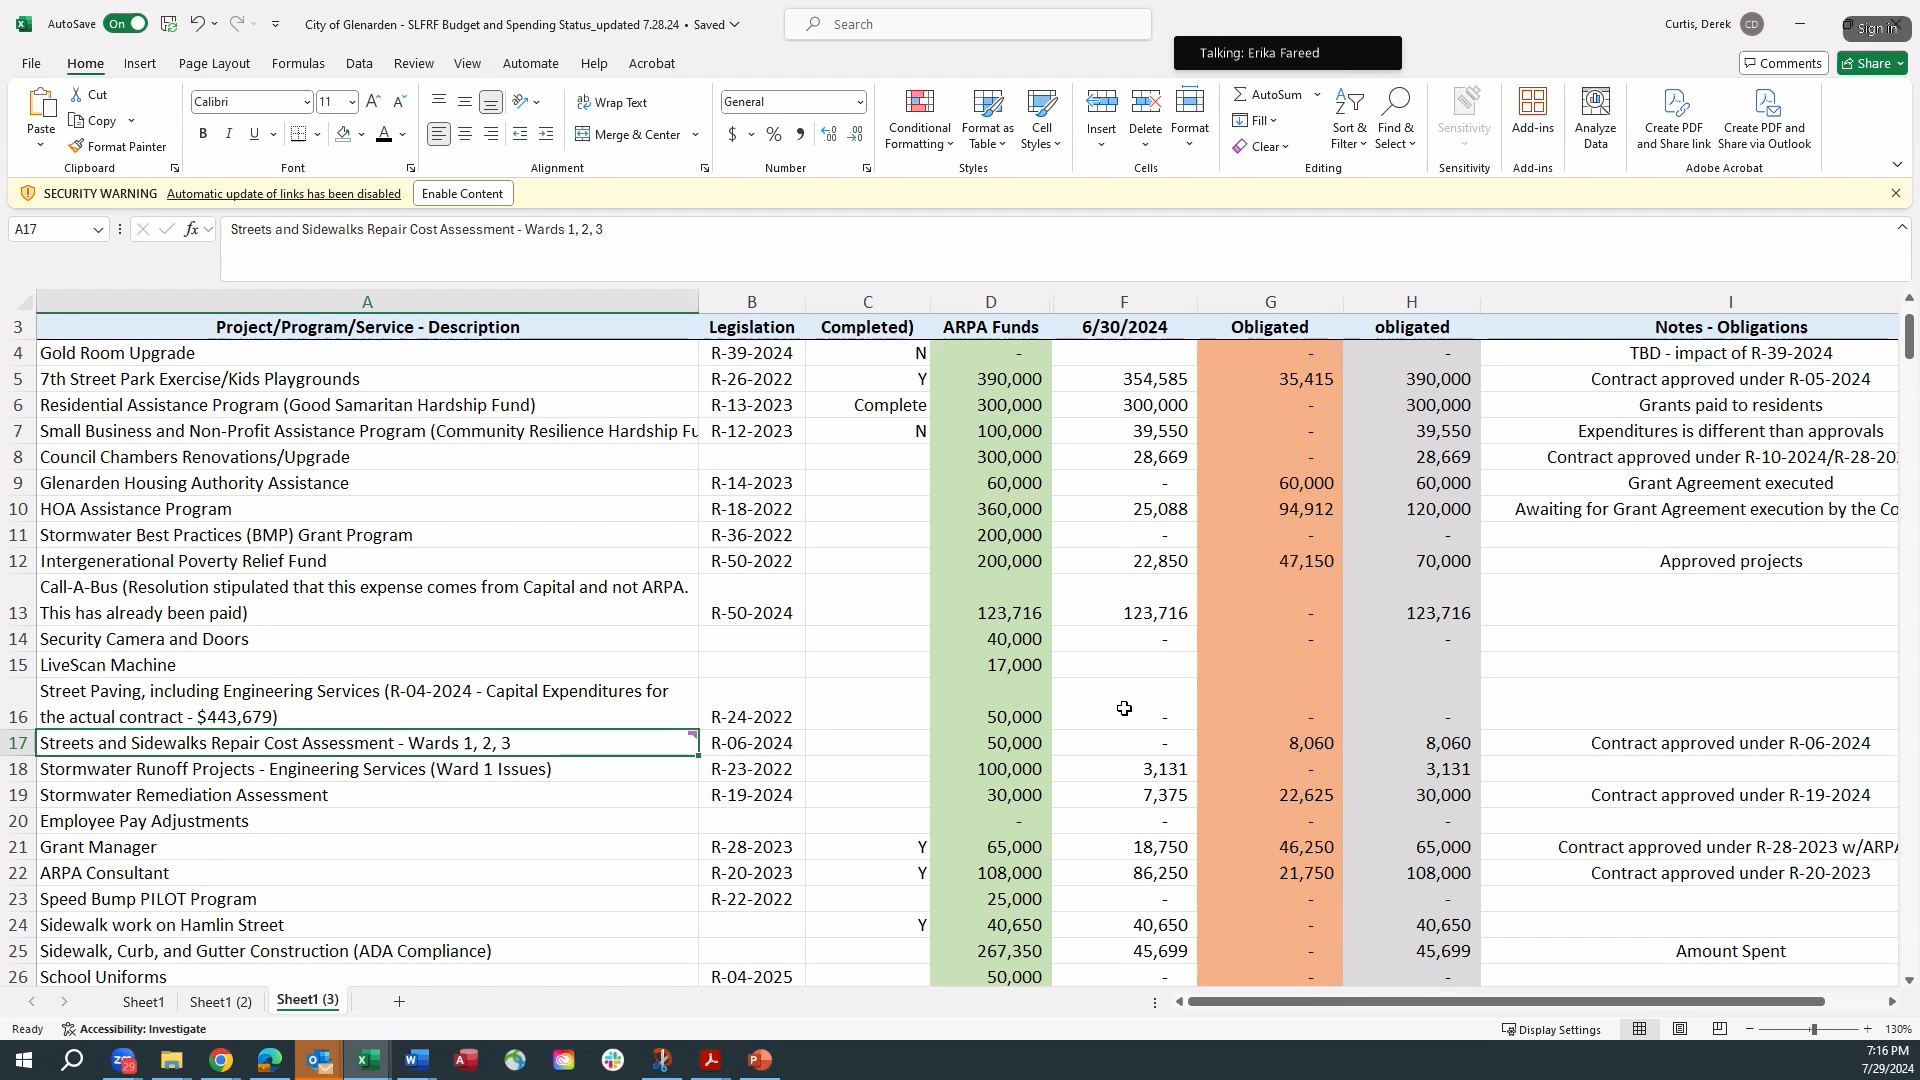 AutoSave On City of Glenarden - SLFRF Budget and Spending Status_updated 7.28.24 • Saved Search Curtis, Derek CD Sign in
Talking: Erika Fareed
File Home Insert Page Layout Formulas Data Review View Automate Help Acrobat Comments Share
Paste Cut Copy Format Painter Calibri 11 Wrap Text Merge & Center General Conditional Formatting Format as Table Cell Styles Insert Delete Format AutoSum Fill Clear Sort & Filter Find & Select Sensitivity Add-ins Analyze Data Create PDF and Share link Create PDF and Share via Outlook
Clipboard Font Alignment Number Styles Cells Editing Sensitivity Add-ins Adobe Acrobat
SECURITY WARNING Automatic update of links has been disabled Enable Content
A17 fx Streets and Sidewalks Repair Cost Assessment - Wards 1, 2, 3
A B C D F G H I
3 Project/Program/Service - Description Legislation Completed) ARPA Funds 6/30/2024 Obligated obligated Notes - Obligations
4 Gold Room Upgrade R-39-2024 N - - - TBD - impact of R-39-2024
5 7th Street Park Exercise/Kids Playgrounds R-26-2022 Y 390,000 354,585 35,415 390,000 Contract approved under R-05-2024
6 Residential Assistance Program (Good Samaritan Hardship Fund) R-13-2023 Complete 300,000 300,000 - 300,000 Grants paid to residents
7 Small Business and Non-Profit Assistance Program (Community Resilience Hardship Fu R-12-2023 N 100,000 39,550 - 39,550 Expenditures is different than approvals
8 Council Chambers Renovations/Upgrade 300,000 28,669 - 28,669 Contract approved under R-10-2024/R-28-20
9 Glenarden Housing Authority Assistance R-14-2023 60,000 - 60,000 60,000 Grant Agreement executed
10 HOA Assistance Program R-18-2022 360,000 25,088 94,912 120,000 Awaiting for Grant Agreement execution by the Co
11 Stormwater Best Practices (BMP) Grant Program R-36-2022 200,000 - - -
12 Intergenerational Poverty Relief Fund R-50-2022 200,000 22,850 47,150 70,000 Approved projects
Call-A-Bus (Resolution stipulated that this expense comes from Capital and not ARPA.
13 This has already been paid) R-50-2024 123,716 123,716 - 123,716
14 Security Camera and Doors 40,000 - - -
15 LiveScan Machine 17,000
Street Paving, including Engineering Services (R-04-2024 - Capital Expenditures for
16 the actual contract - $443,679) R-24-2022 50,000 - - -
17 Streets and Sidewalks Repair Cost Assessment - Wards 1, 2, 3 R-06-2024 50,000 - 8,060 8,060 Contract approved under R-06-2024
18 Stormwater Runoff Projects - Engineering Services (Ward 1 Issues) R-23-2022 100,000 3,131 - 3,131
19 Stormwater Remediation Assessment R-19-2024 30,000 7,375 22,625 30,000 Contract approved under R-19-2024
20 Employee Pay Adjustments - - - -
21 Grant Manager R-28-2023 Y 65,000 18,750 46,250 65,000 Contract approved under R-28-2023 w/ARPA
22 ARPA Consultant R-20-2023 Y 108,000 86,250 21,750 108,000 Contract approved under R-20-2023
23 Speed Bump PILOT Program R-22-2022 25,000 - - -
24 Sidewalk work on Hamlin Street Y 40,650 40,650 - 40,650
25 Sidewalk, Curb, and Gutter Construction (ADA Compliance) 267,350 45,699 - 45,699 Amount Spent
26 School Uniforms R-04-2025 50,000 - - -
Sheet1 Sheet1 (2) Sheet1 (3)
Ready Accessibility: Investigate Display Settings 130%
7:16 PM
7/29/2024